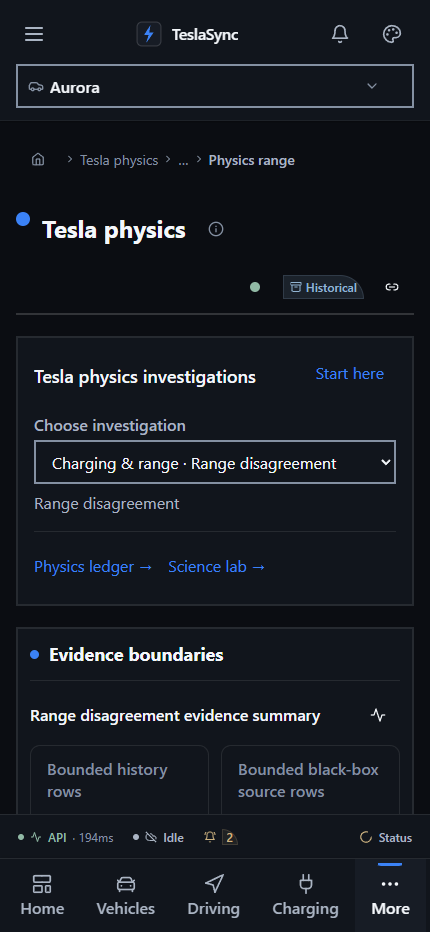 TeslaSync
Aurora
Tesla physics
...
Physics range
Tesla physics
Historical
Tesla physics investigations
Start here
Choose investigation
Charging & range · Range disagreement
Range disagreement
Physics ledger →
Science lab →
Evidence boundaries
Range disagreement evidence summary
Bounded history
rows
Bounded black-box
source rows
API · 194ms
Idle
2
Status
Home
Vehicles
Driving
Charging
More